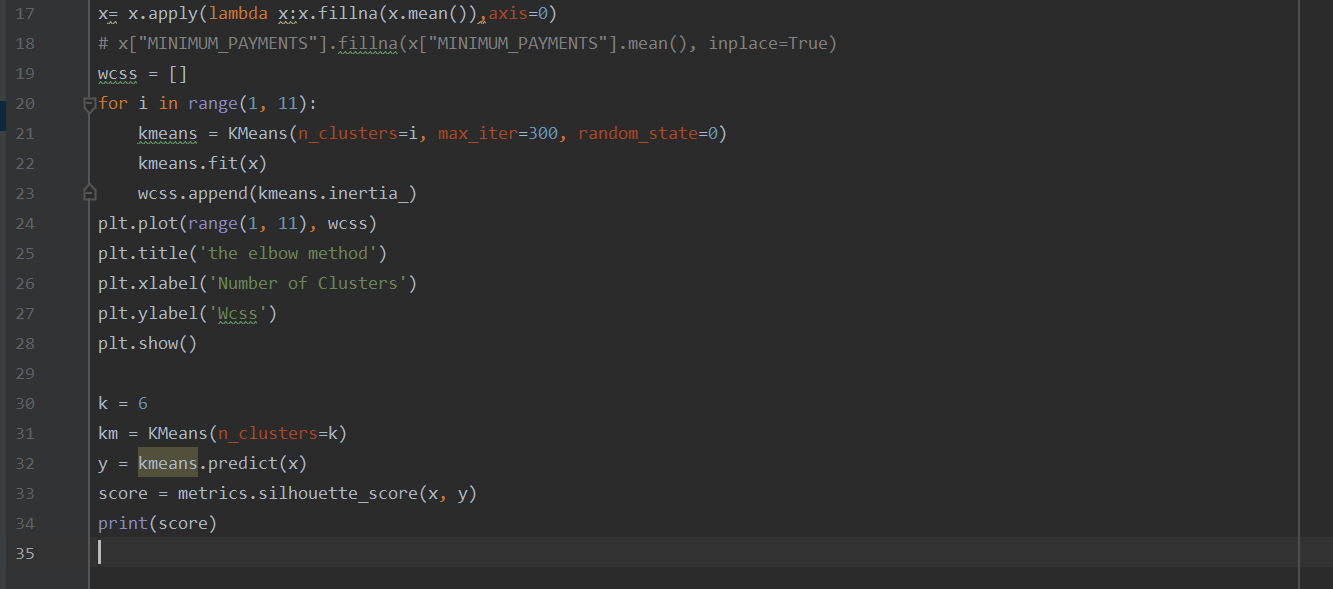 17 x= x.apply(lambda x:x.fillna(x.mean()),axis=0)
18 # x["MINIMUM_PAYMENTS"].fillna(x["MINIMUM_PAYMENTS"].mean(), inplace=True)
19 wcss = []
20 for i in range(1, 11):
21     kmeans = KMeans(n_clusters=i, max_iter=300, random_state=0)
22     kmeans.fit(x)
23     wcss.append(kmeans.inertia_)
24 plt.plot(range(1, 11), wcss)
25 plt.title('the elbow method')
26 plt.xlabel('Number of Clusters')
27 plt.ylabel('Wcss')
28 plt.show()
29
30 k = 6
31 km = KMeans(n_clusters=k)
32 y = kmeans.predict(x)
33 score = metrics.silhouette_score(x, y)
34 print(score)
35